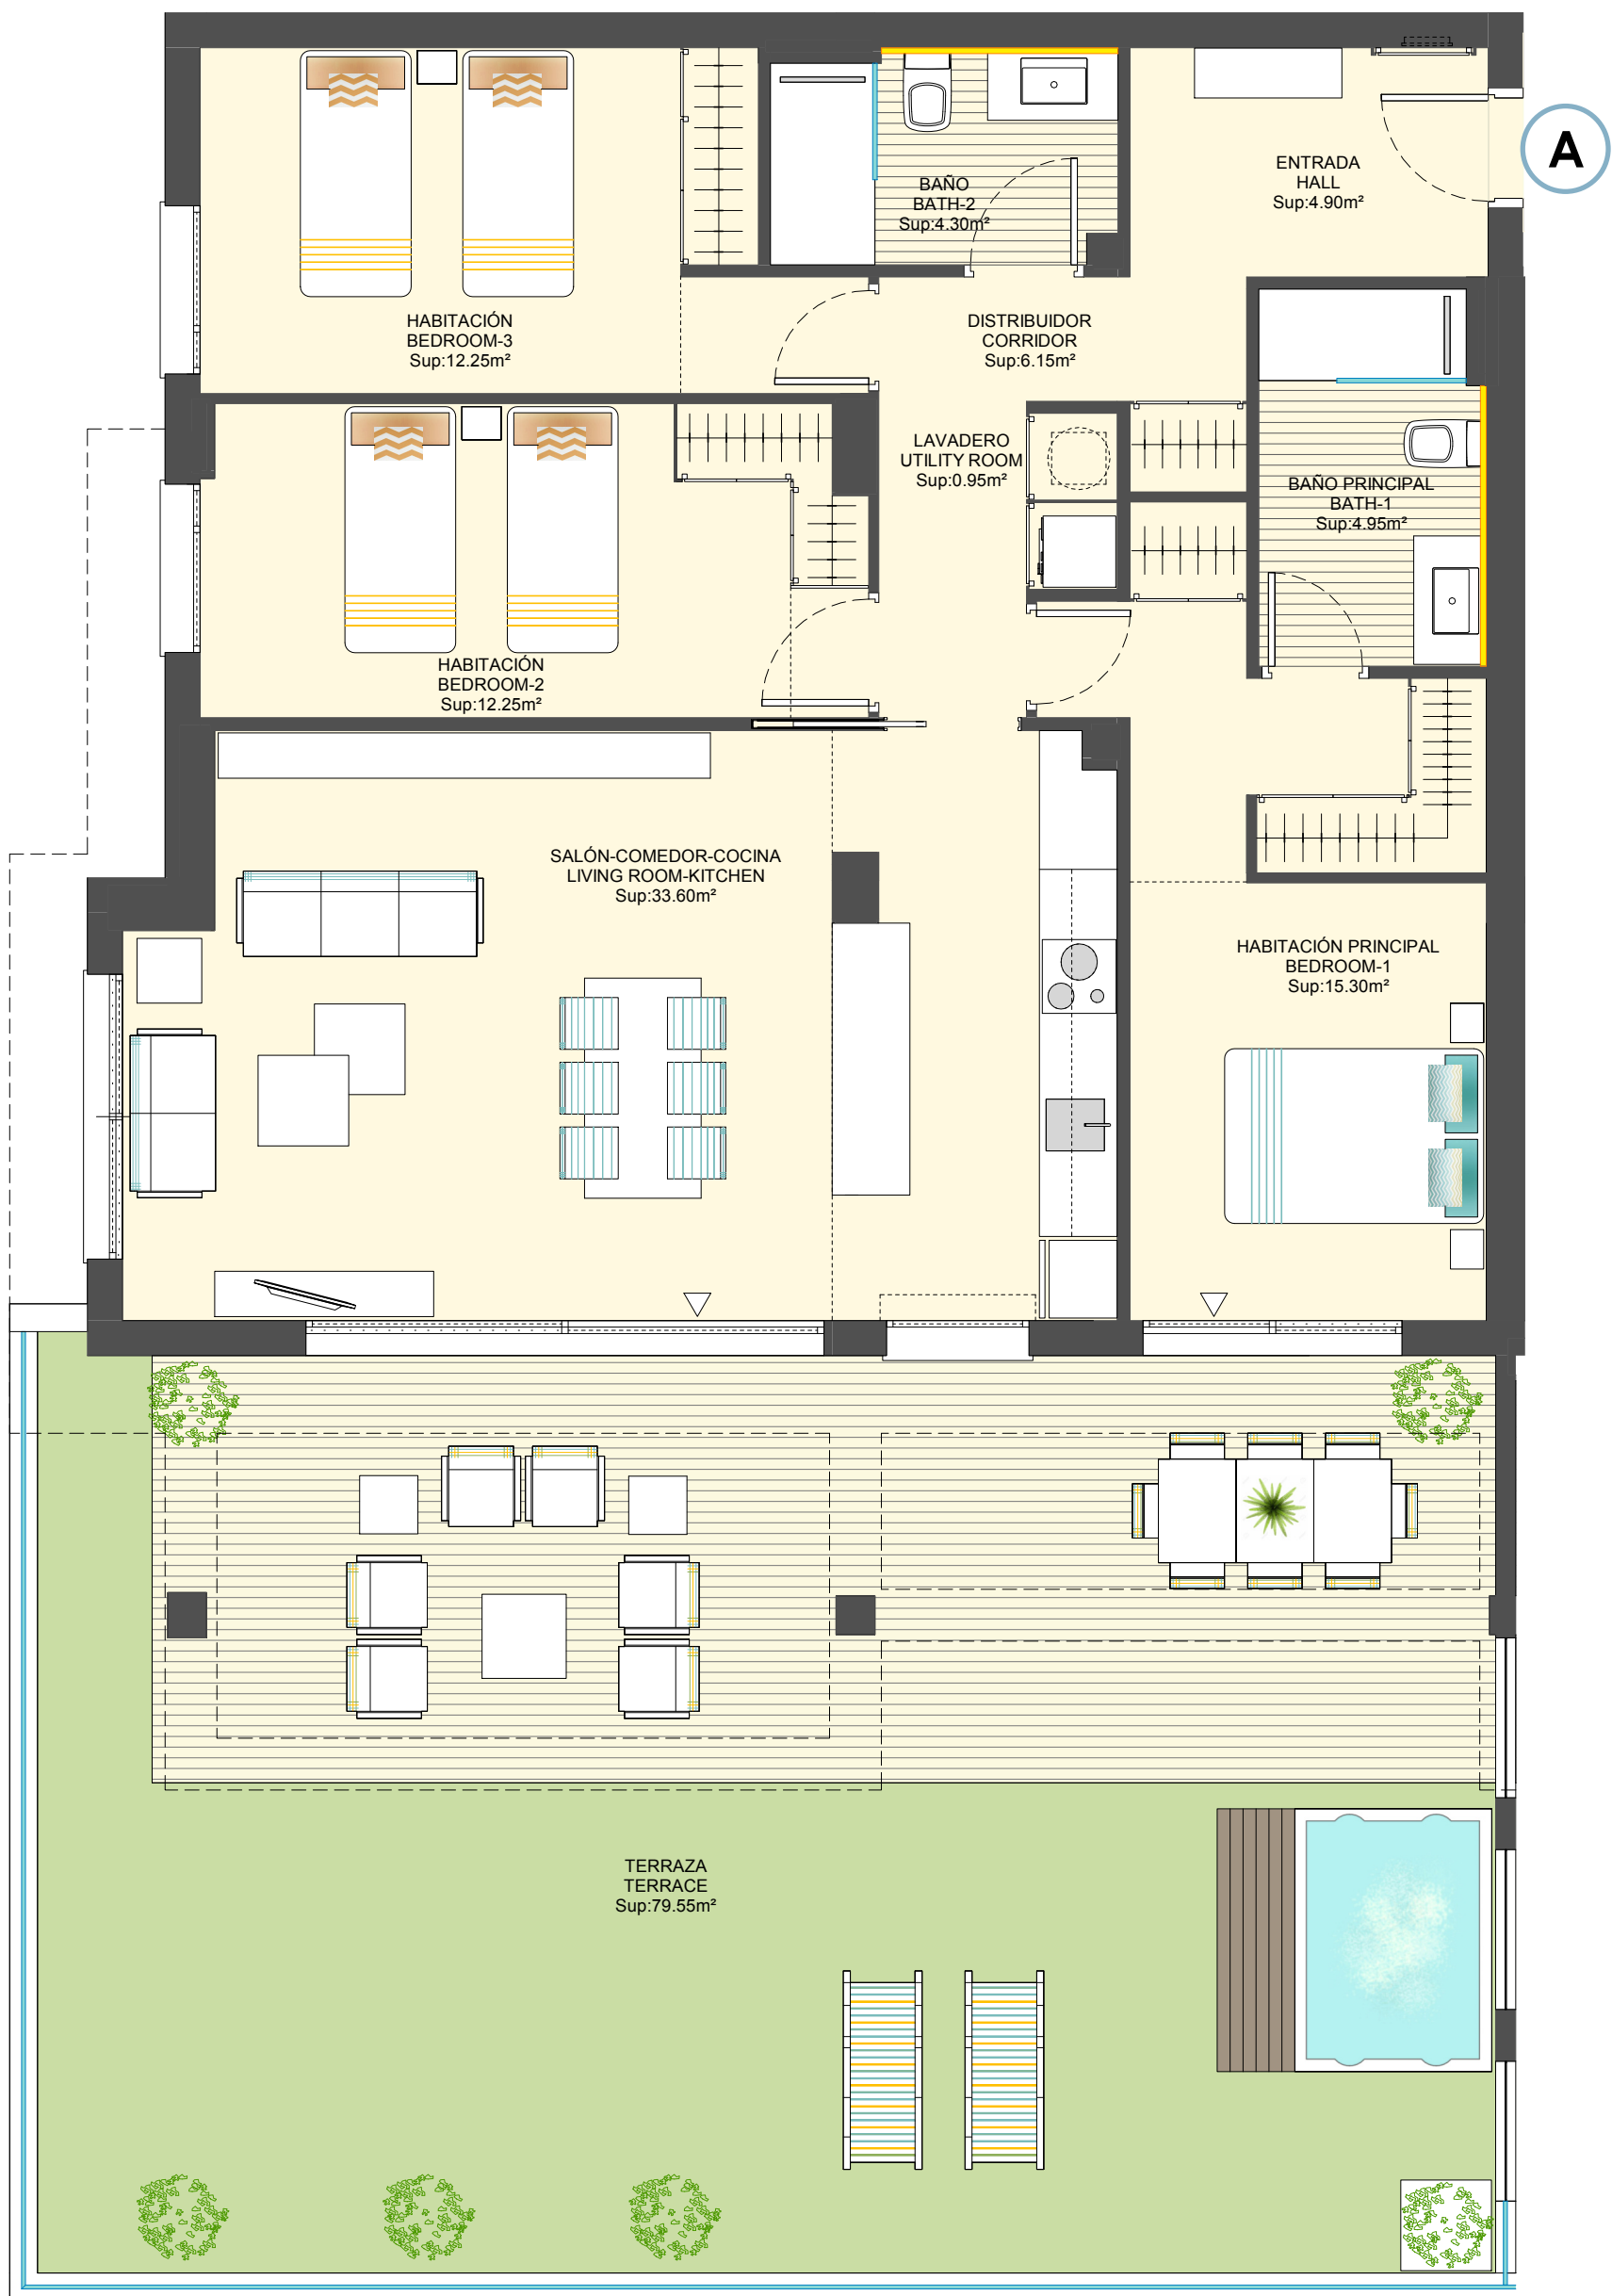 A
ENTRADA
HALL
Sup:4.90m²
BAÑO
BATH-2
Sup:4.30m²
HABITACIÓN
BEDROOM-3
Sup:12.25m²
DISTRIBUIDOR
CORRIDOR
Sup:6.15m²
LAVADERO
UTILITY ROOM
Sup:0.95m²
BAÑO PRINCIPAL
BATH-1
Sup:4.95m²
HABITACIÓN
BEDROOM-2
Sup:12.25m²
SALÓN-COMEDOR-COCINA
LIVING ROOM-KITCHEN
Sup:33.60m²
HABITACIÓN PRINCIPAL
BEDROOM-1
Sup:15.30m²
TERRAZA
TERRACE
Sup:79.55m²